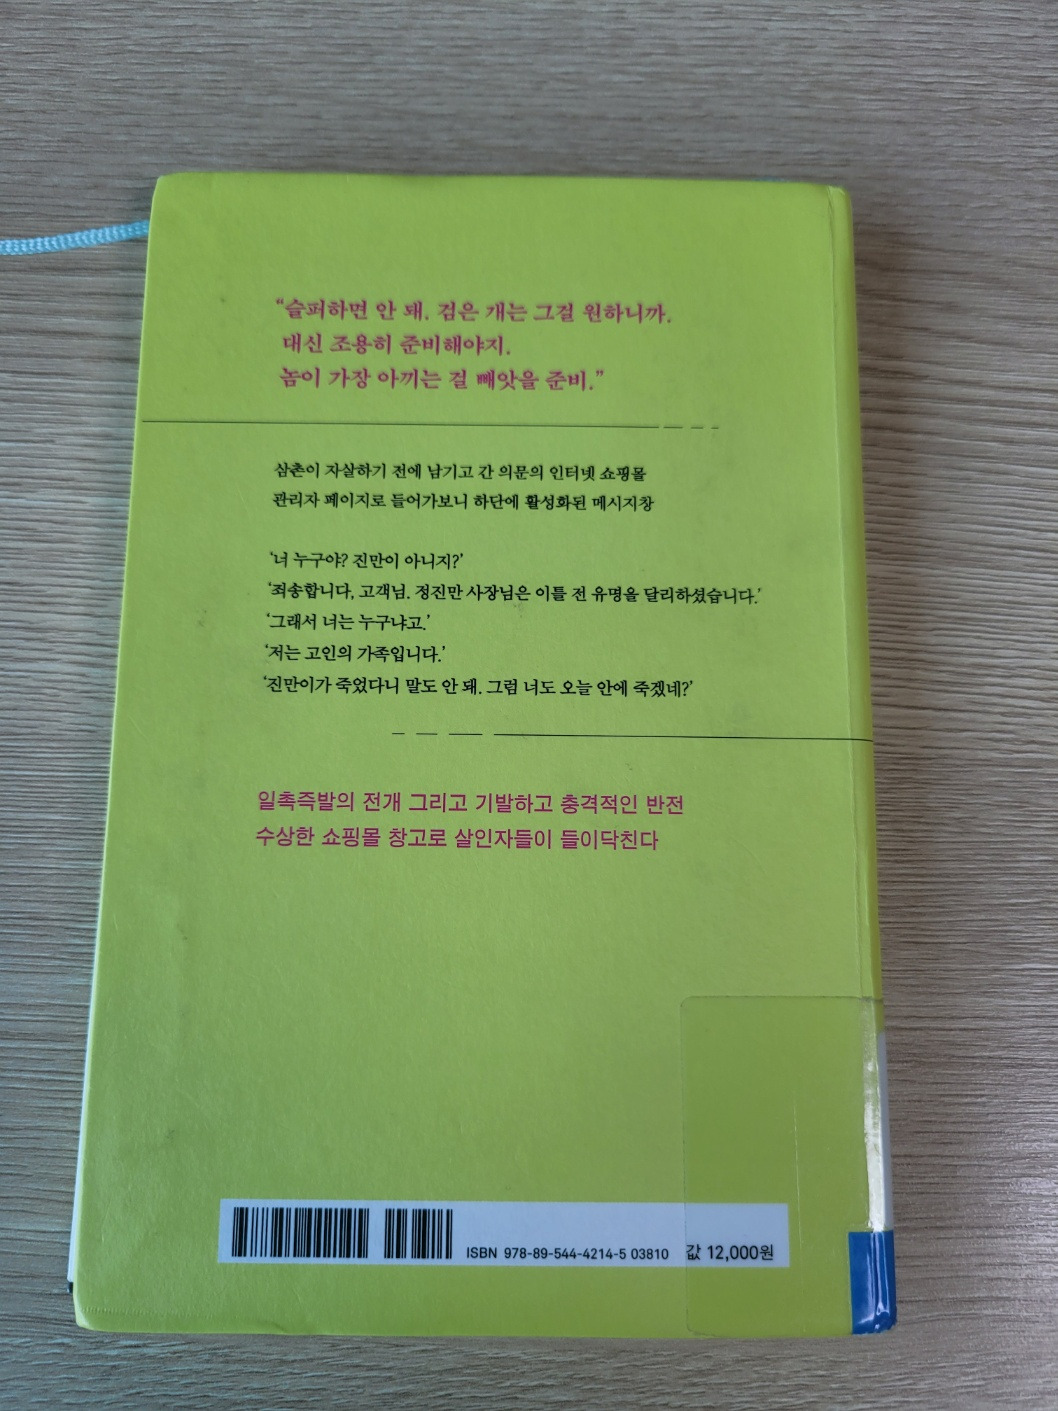 “슬퍼하면 안 돼. 검은 개는 그걸 원하니까.
대신 조용히 준비해야지.
놈이 가장 아끼는 걸 빼앗을 준비.”
삼촌이 자살하기 전에 남기고 간 의문의 인터넷 쇼핑몰
관리자 페이지로 들어가보니 하단에 활성화된 메시지창
‘너 누구야? 진만이 아니지?’
‘죄송합니다, 고객님. 정진만 사장님은 이틀 전 유명을 달리하셨습니다.’
‘그래서 너는 누구냐고.’
‘저는 고인의 가족입니다.’
‘진만이가 죽었다니 말도 안 돼. 그럼 너도 오늘 안에 죽겠네?’
일촉즉발의 전개 그리고 기발하고 충격적인 반전
수상한 쇼핑몰 창고로 살인자들이 들이닥친다
ISBN 978-89-544-4214-5 03810 값 12,000원